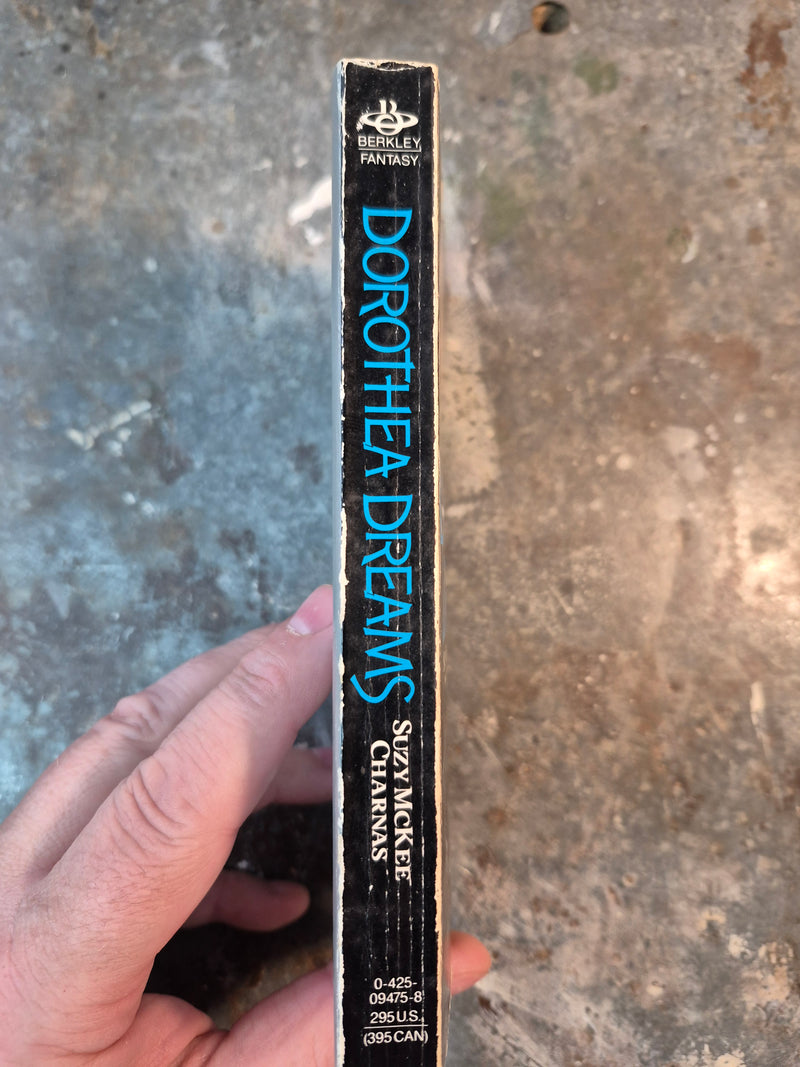 BERKLEY
FANTASY
DOROTHEA DREAMS
SUZY MCKEE
CHARNAS
0-425-
09475-8
295 U.S.
(395 CAN)